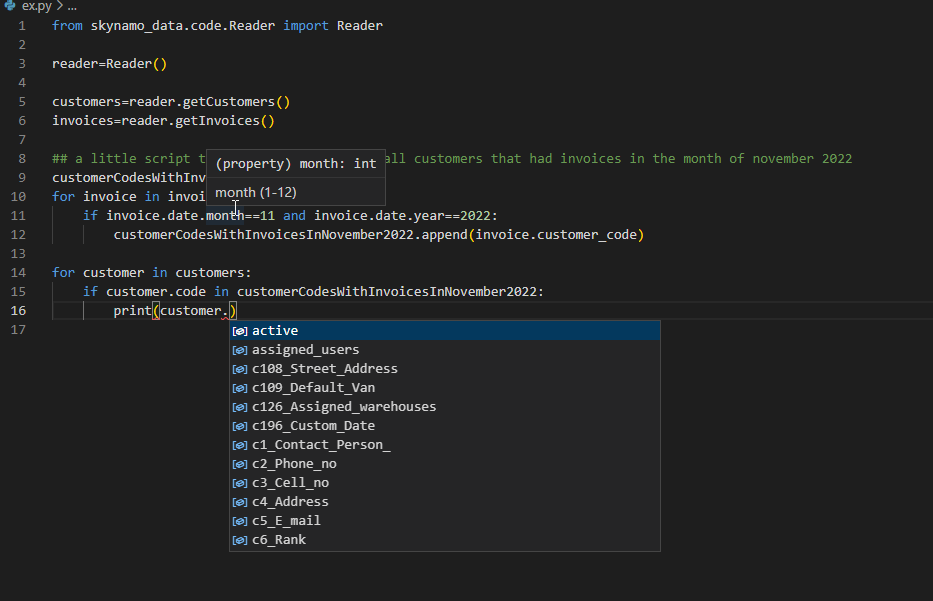 ex.py > ...
1 from skynamo_data.code.Reader import Reader
2
3 reader=Reader()
4
5 customers=reader.getCustomers()
6 invoices=reader.getInvoices()
7
8 ## a little script t all customers that had invoices in the month of november 2022
(property) month: int
9 customerCodesWithInv
month (1-12)
10 for invoice in invoi
11 if invoice.date.month==11 and invoice.date.year==2022:
12 customerCodesWithInvoicesInNovember2022.append(invoice.customer_code)
13
14 for customer in customers:
15 if customer.code in customerCodesWithInvoicesInNovember2022:
16 print(customer.)
17
active
assigned_users
c108_Street_Address
c109_Default_Van
c126_Assigned_warehouses
c196_Custom_Date
c1_Contact_Person_
c2_Phone_no
c3_Cell_no
c4_Address
c5_E_mail
c6_Rank